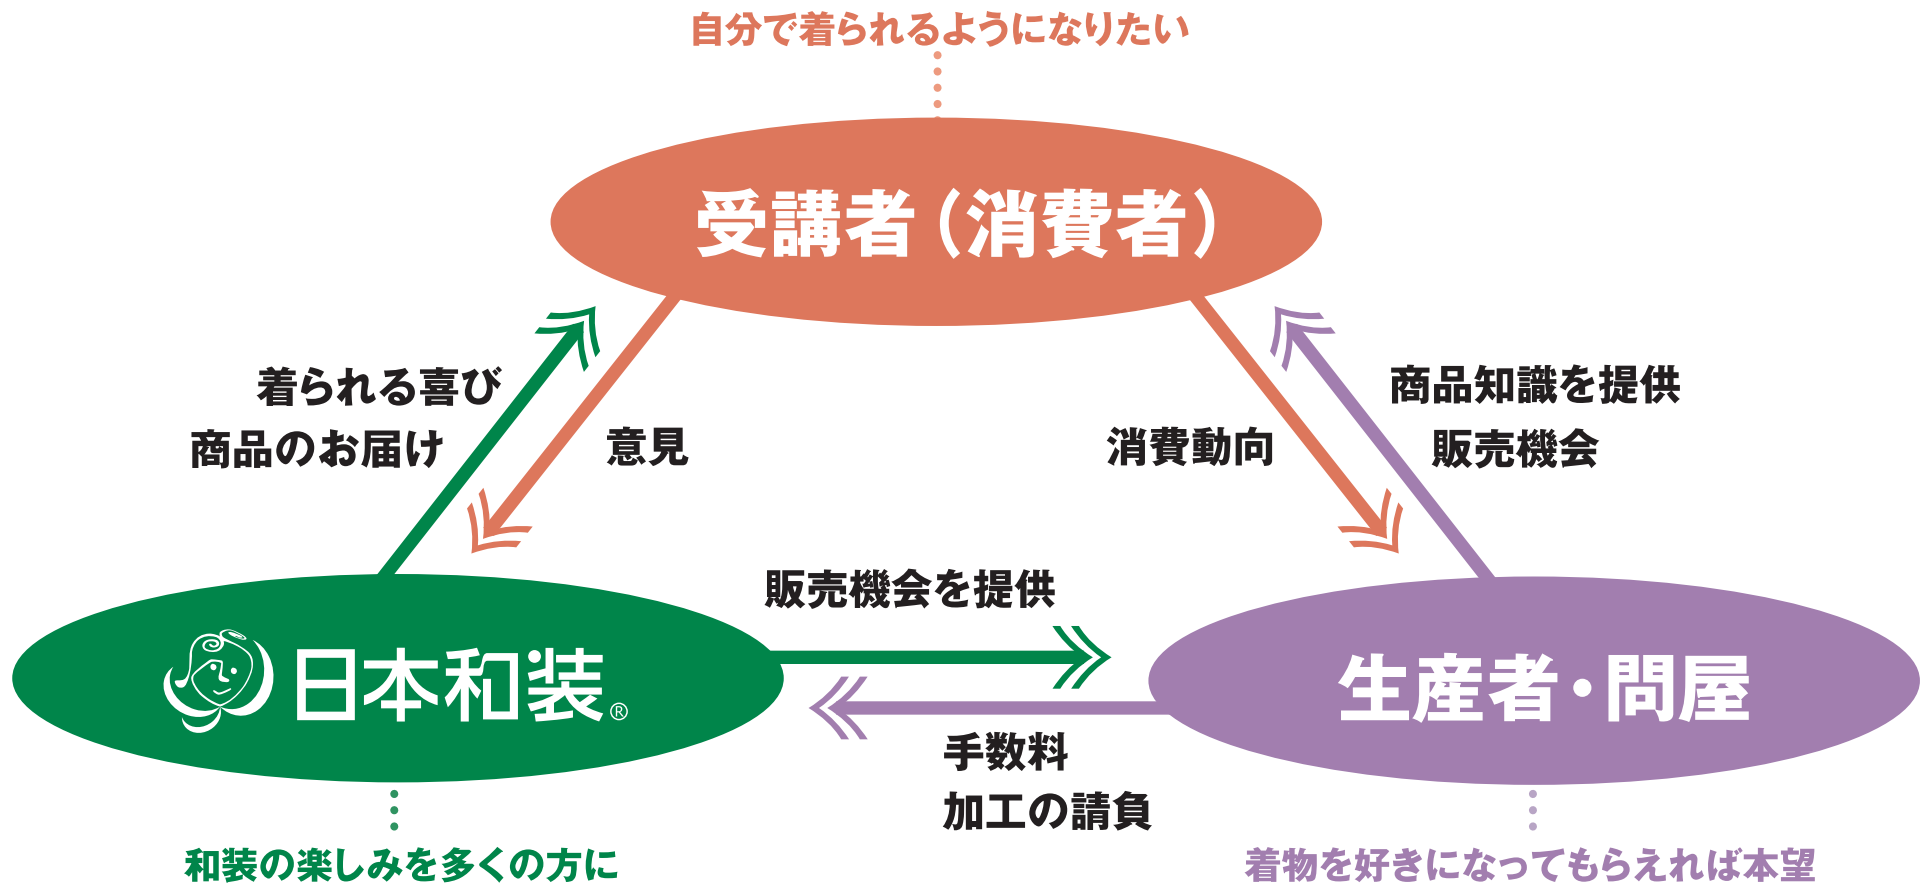 自分で着られるようになりたい
受講者（消費者）
着られる喜び
商品のお届け
意見
消費動向
商品知識を提供
販売機会
販売機会を提供
日本和装®
生産者・問屋
手数料
加工の請負
和装の楽しみを多くの方に
着物を好きになってもらえれば本望